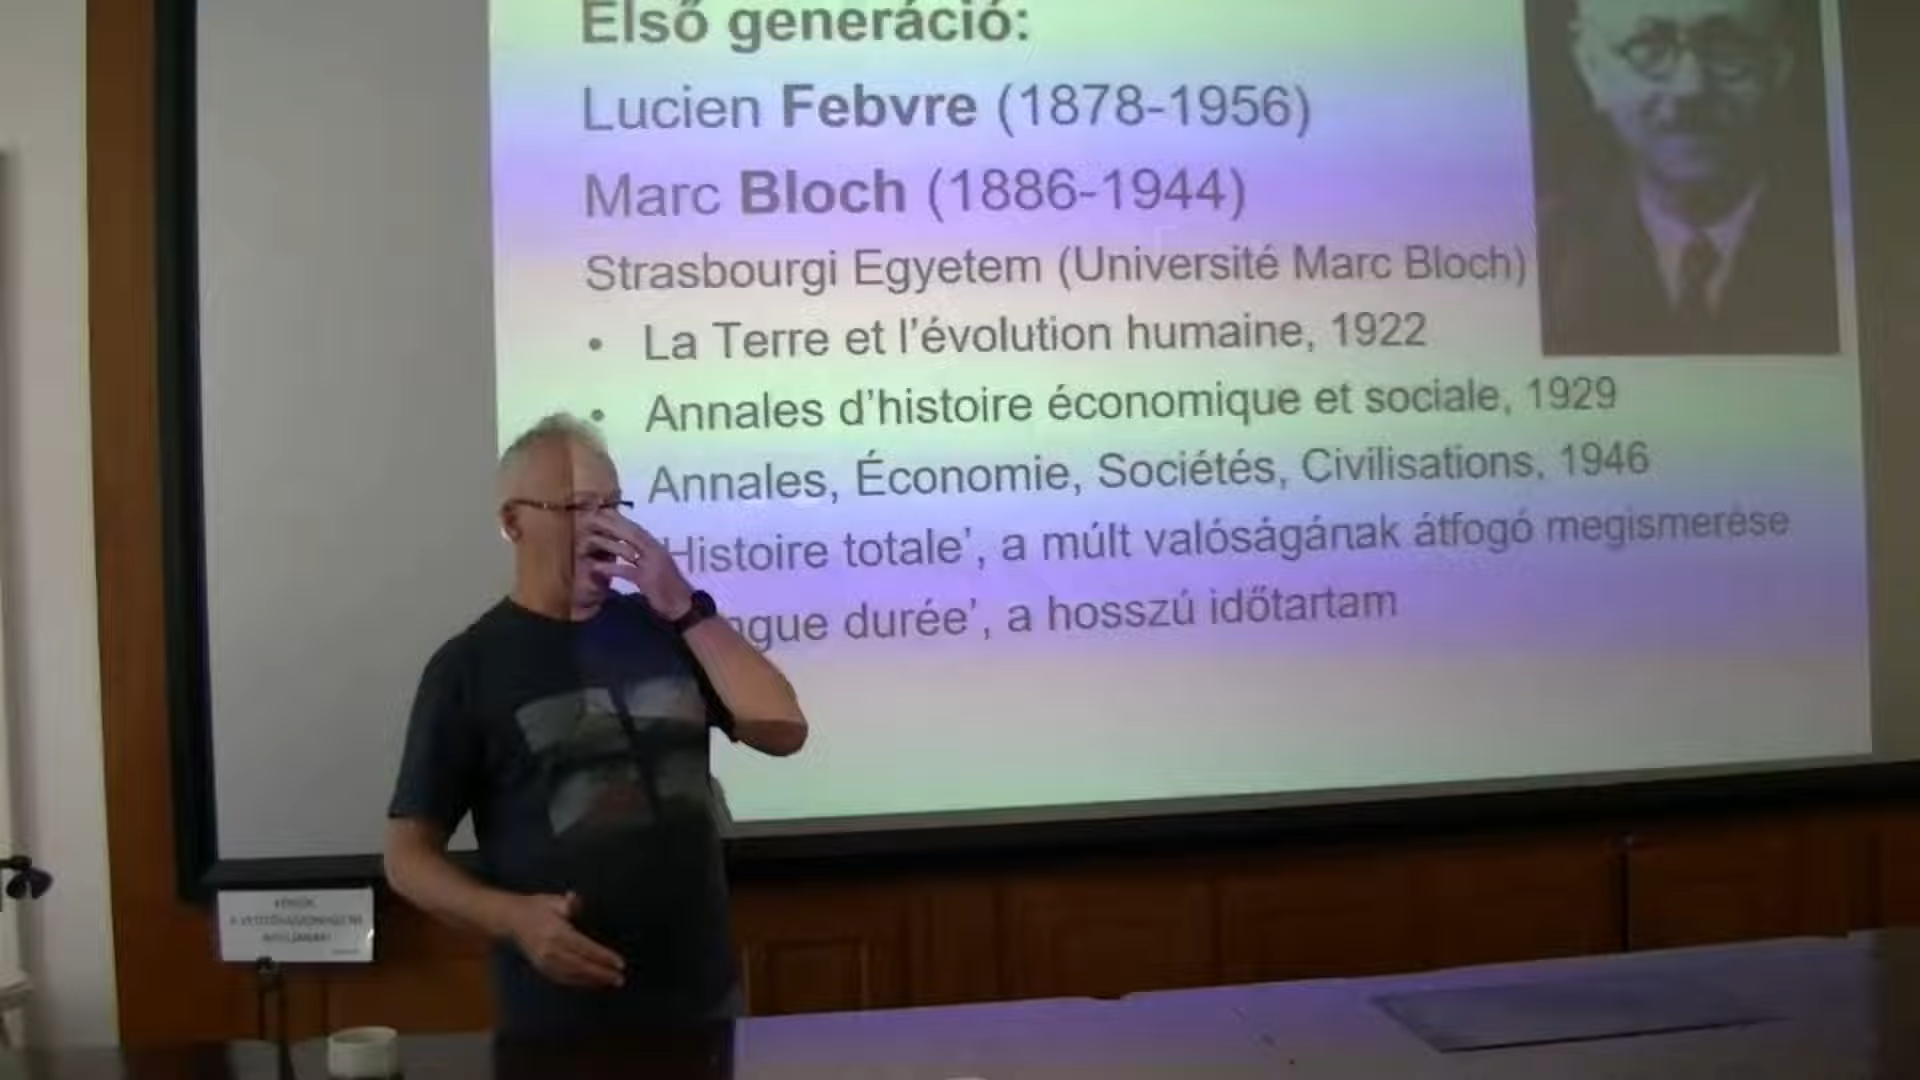 Első generáció:
Lucien Febvre (1878-1956)
Marc Bloch (1886-1944)
Strasbourgi Egyetem (Université Marc Bloch)
• La Terre et l'évolution humaine, 1922
• Annales d'histoire économique et sociale, 1929
Annales, Économie, Sociétés, Civilisations, 1946
'Histoire totale', a múlt valóságának átfogó megismerése
ngue durée', a hosszú időtartam